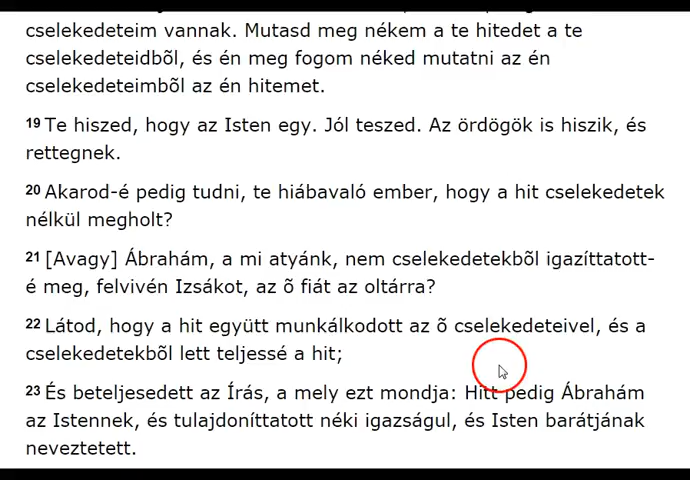 cselekedeteim vannak. Mutasd meg nékem a te hitedet a te
cselekedeteidbõl, és én meg fogom néked mutatni az én
cselekedeteimbõl az én hitemet.
19 Te hiszed, hogy az Isten egy. Jól teszed. Az ördögök is hiszik, és
rettegnek.
20 Akarod-é pedig tudni, te hiábavaló ember, hogy a hit cselekedetek
nélkül megholt?
21 [Avagy] Ábrahám, a mi atyánk, nem cselekedetekbõl igazíttatott-
é meg, felvivén Izsákot, az õ fiát az oltárra?
22 Látod, hogy a hit együtt munkálkodott az õ cselekedeteivel, és a
cselekedetekbõl lett teljessé a hit;
23 És beteljesedett az Írás, a mely ezt mondja: Hitt pedig Ábrahám
az Istennek, és tulajdoníttatott néki igazságul, és Isten barátjának
neveztetett.